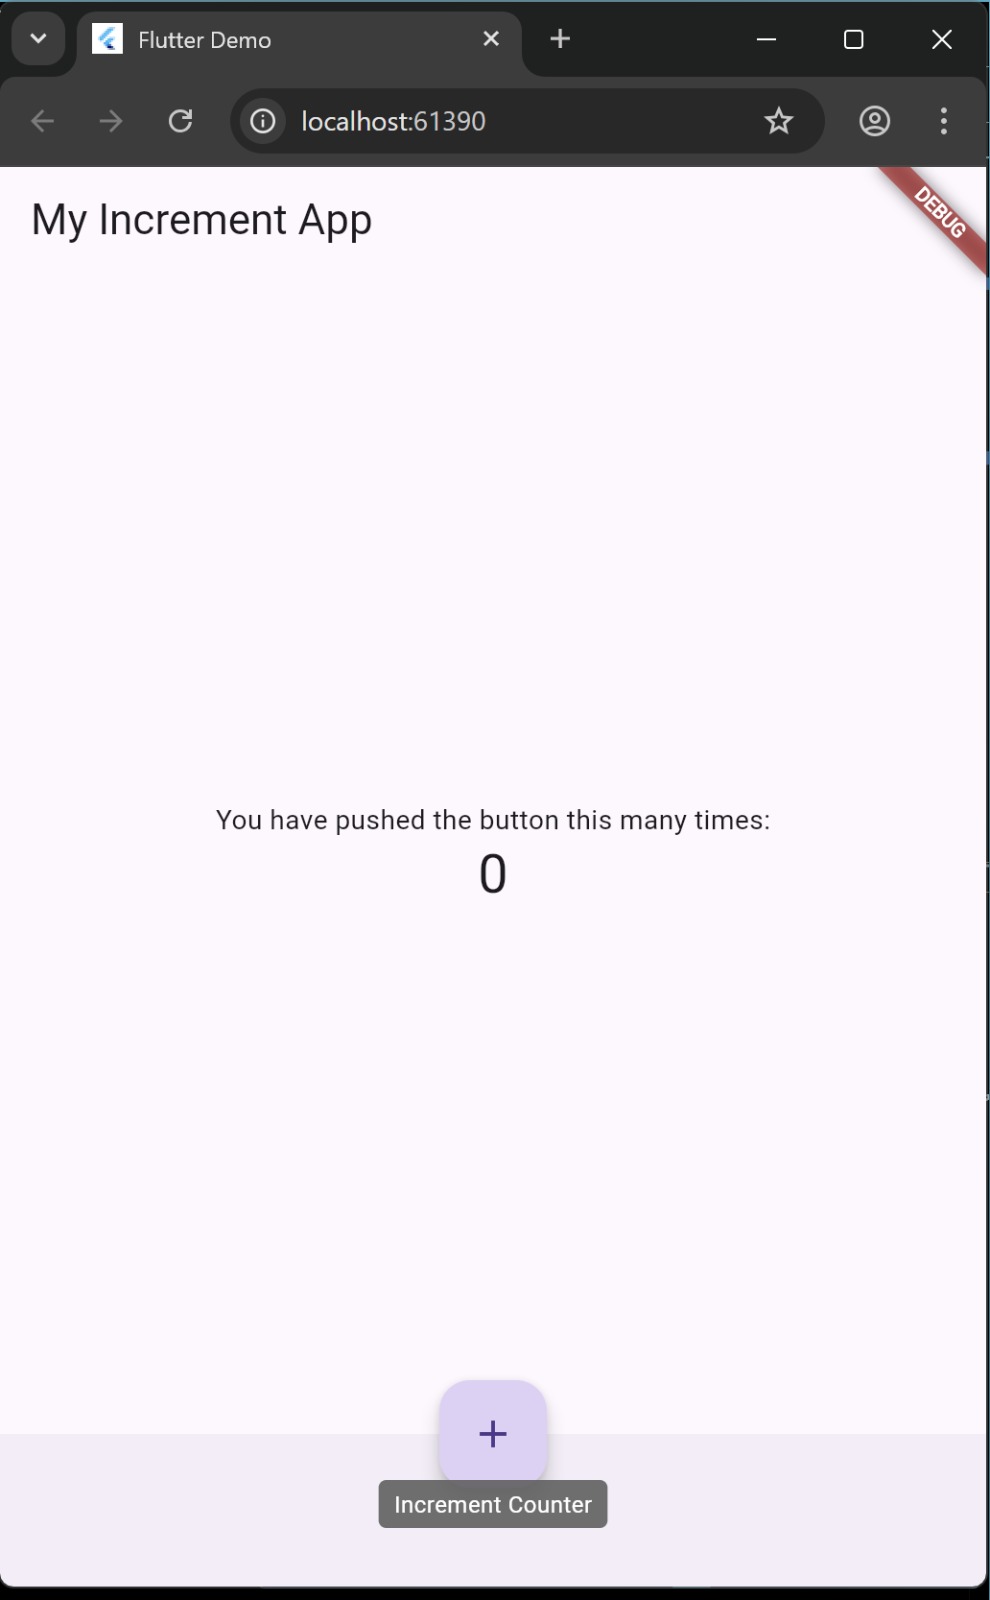 Flutter Demo
localhost:61390
My Increment App
DEBUG
You have pushed the button this many times:
0
Increment Counter